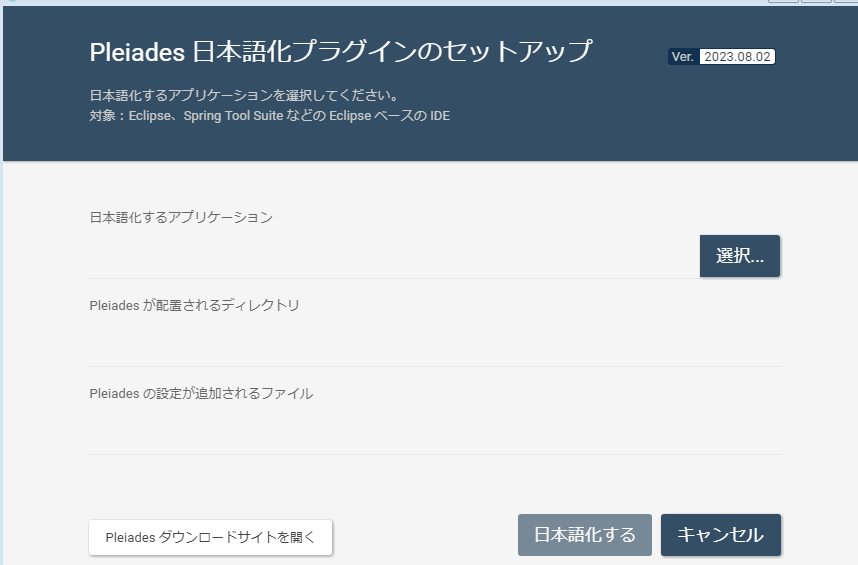 Pleiades 日本語化プラグインのセットアップ
Ver. 2023.08.02
日本語化するアプリケーションを選択してください。
対象：Eclipse、Spring Tool Suite などの Eclipse ベースの IDE
日本語化するアプリケーション
選択...
Pleiades が配置されるディレクトリ
Pleiades の設定が追加されるファイル
Pleiades ダウンロードサイトを開く
日本語化する
キャンセル